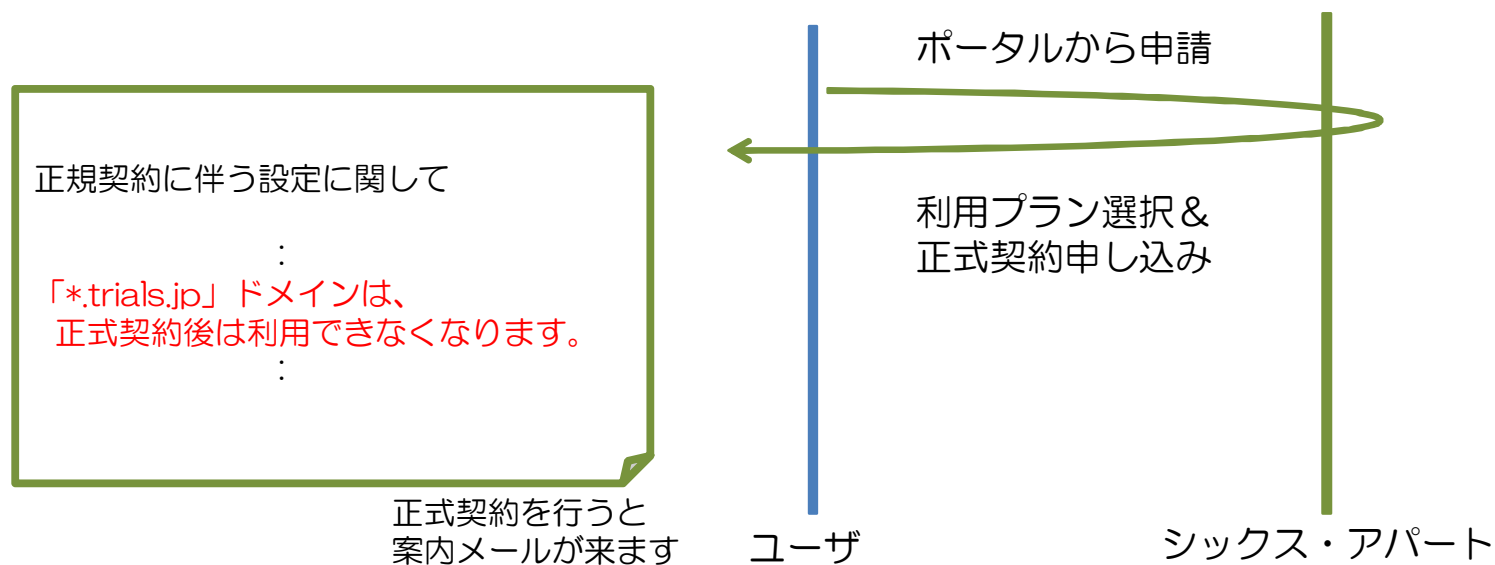 ポータルから申請
正規契約に伴う設定に関して
:
「*.trials.jp」ドメインは、
正式契約後は利用できなくなります。
:
利用プラン選択&
正式契約申し込み
正式契約を行うと
案内メールが来ます
ユーザ
シックス・アパート